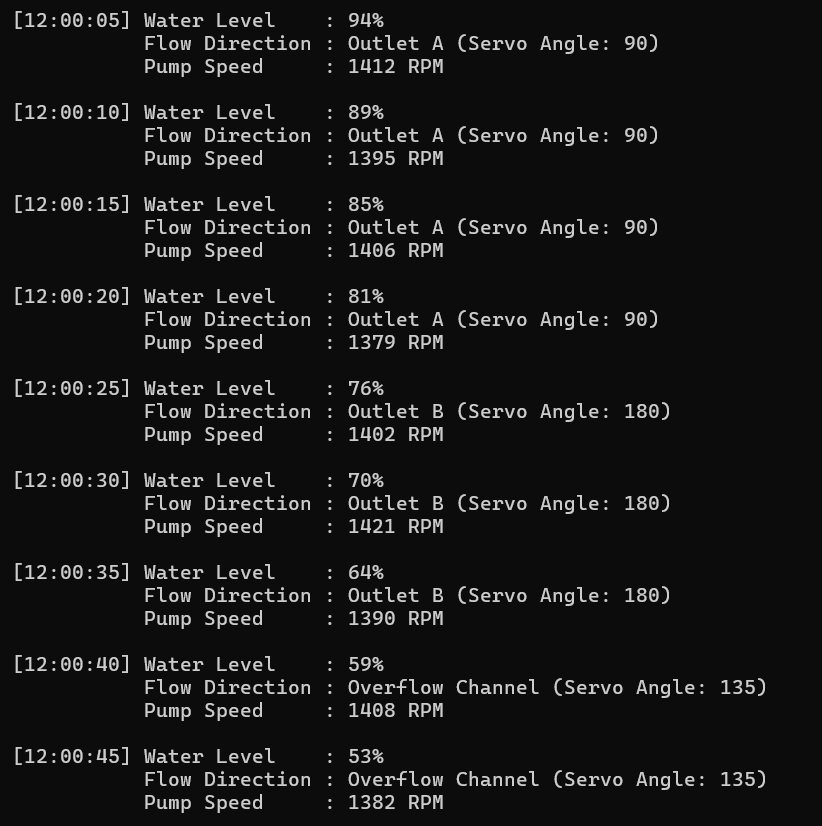 [12:00:05] Water Level    : 94%
           Flow Direction : Outlet A (Servo Angle: 90)
           Pump Speed     : 1412 RPM

[12:00:10] Water Level    : 89%
           Flow Direction : Outlet A (Servo Angle: 90)
           Pump Speed     : 1395 RPM

[12:00:15] Water Level    : 85%
           Flow Direction : Outlet A (Servo Angle: 90)
           Pump Speed     : 1406 RPM

[12:00:20] Water Level    : 81%
           Flow Direction : Outlet A (Servo Angle: 90)
           Pump Speed     : 1379 RPM

[12:00:25] Water Level    : 76%
           Flow Direction : Outlet B (Servo Angle: 180)
           Pump Speed     : 1402 RPM

[12:00:30] Water Level    : 70%
           Flow Direction : Outlet B (Servo Angle: 180)
           Pump Speed     : 1421 RPM

[12:00:35] Water Level    : 64%
           Flow Direction : Outlet B (Servo Angle: 180)
           Pump Speed     : 1390 RPM

[12:00:40] Water Level    : 59%
           Flow Direction : Overflow Channel (Servo Angle: 135)
           Pump Speed     : 1408 RPM

[12:00:45] Water Level    : 53%
           Flow Direction : Overflow Channel (Servo Angle: 135)
           Pump Speed     : 1382 RPM